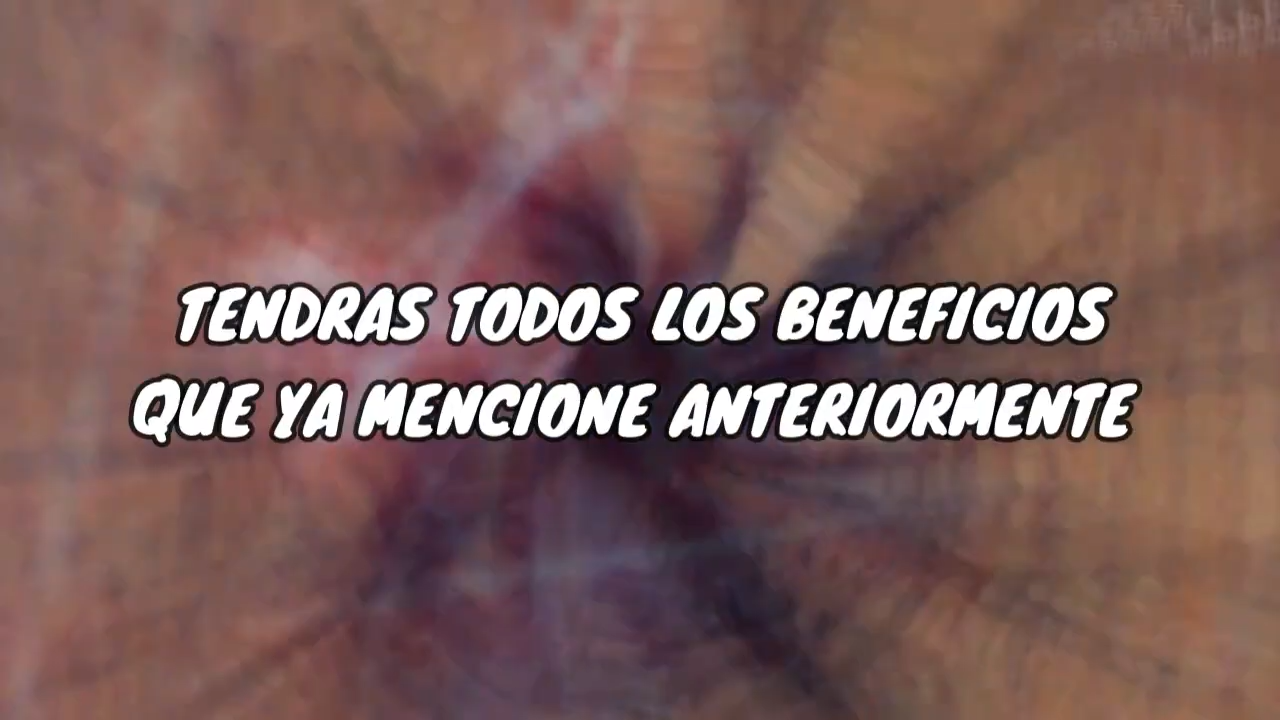 TENDRAS TODOS LOS BENEFICIOS
QUE YA MENCIONE ANTERIORMENTE